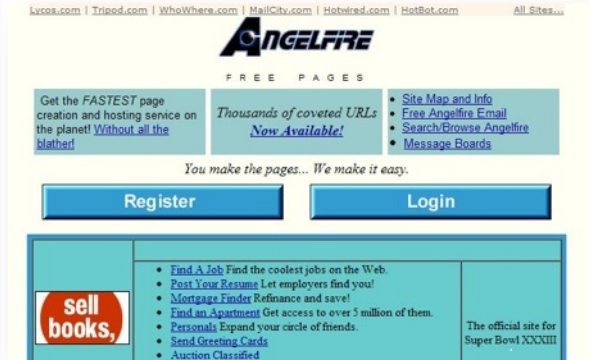 Lycos.com | Tripod.com | WhoWhere.com | MailCity.com | Hotwired.com | HotBot.com All Sites...
ANGELFIRE
FREE PAGES
Get the FASTEST page
creation and hosting service on
the planet! Without all the
blather!
Thousands of coveted URLs
Now Available!
Site Map and Info
Free Angelfire Email
Search/Browse Angelfire
Message Boards
You make the pages... We make it easy.
Register
Login
sell
books,
Find A Job Find the coolest jobs on the Web.
Post Your Resume Let employers find you!
Mortgage Finder Refinance and save!
Find an Apartment Get access to over 5 million of them.
Personals Expand your circle of friends.
Send Greeting Cards
Auction Classified
The official site for
Super Bowl XXXIII